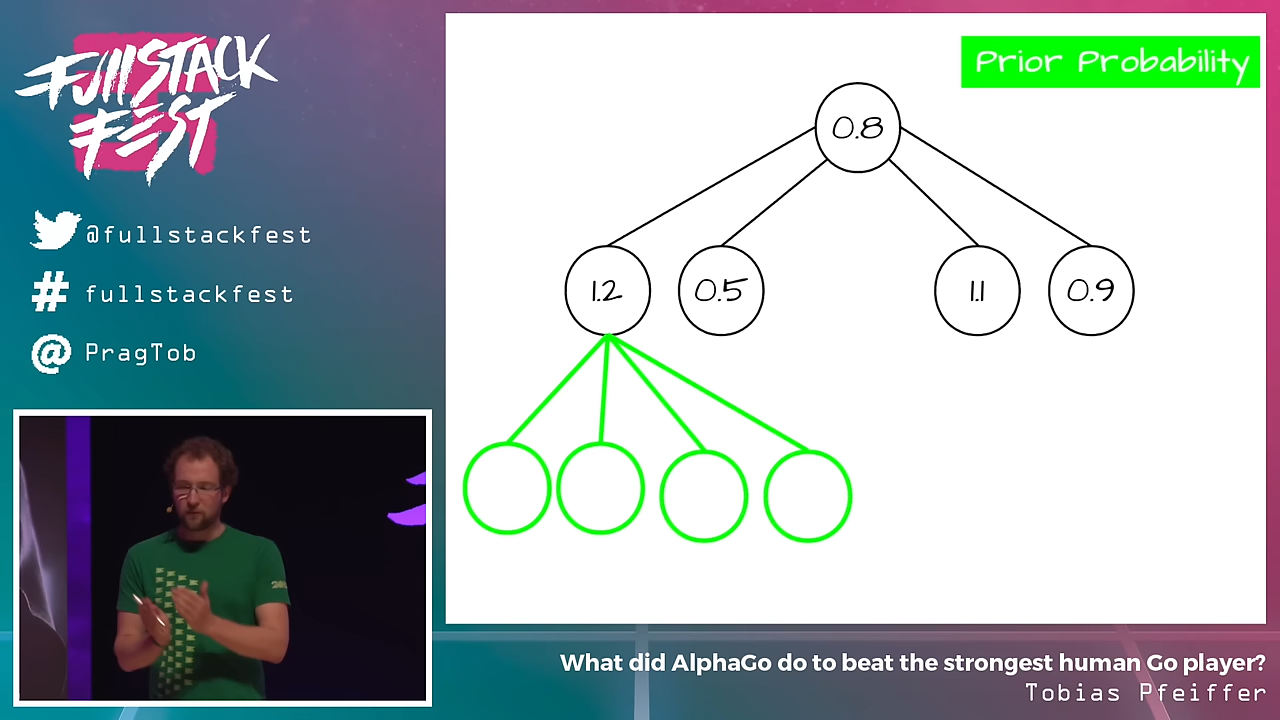 FullSTACK
FEST
@fullstackfest
# fullstackfest
@ PragTob
Prior Probability
0.8
1.2
0.5
1.1
0.9
What did AlphaGo do to beat the strongest human Go player?
Tobias Pfeiffer